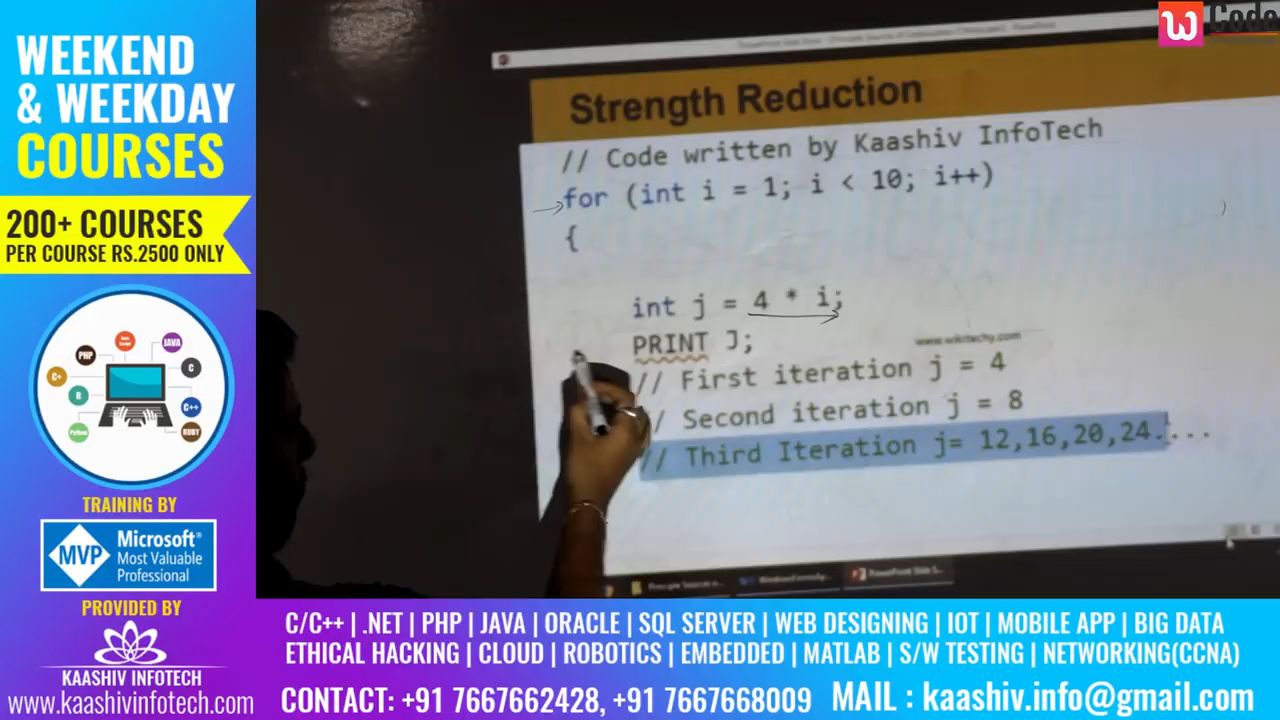 WEEKEND
& WEEKDAY
COURSES
200+ COURSES
PER COURSE RS.2500 ONLY
PHP
JAVA
C+
C
R
C++
Python
RUBY
TRAINING BY
MVP
Microsoft®
Most Valuable
Professional
PROVIDED BY
KAASHIV INFOTECH
www.kaashivinfotech.com
W Code
Strength Reduction
// Code written by Kaashiv InfoTech
for (int i = 1; i < 10; i++)
{
int j = 4 * i;
PRINT J;
www.wikitechy.com
// First iteration j = 4
/ Second iteration j = 8
// Third Iteration j= 12,16,20,24....
C/C++ | .NET | PHP | JAVA | ORACLE | SQL SERVER | WEB DESIGNING | IOT | MOBILE APP | BIG DATA
ETHICAL HACKING | CLOUD | ROBOTICS | EMBEDDED | MATLAB | S/W TESTING | NETWORKING(CCNA)
CONTACT: +91 7667662428, +91 7667668009 MAIL : kaashiv.info@gmail.com